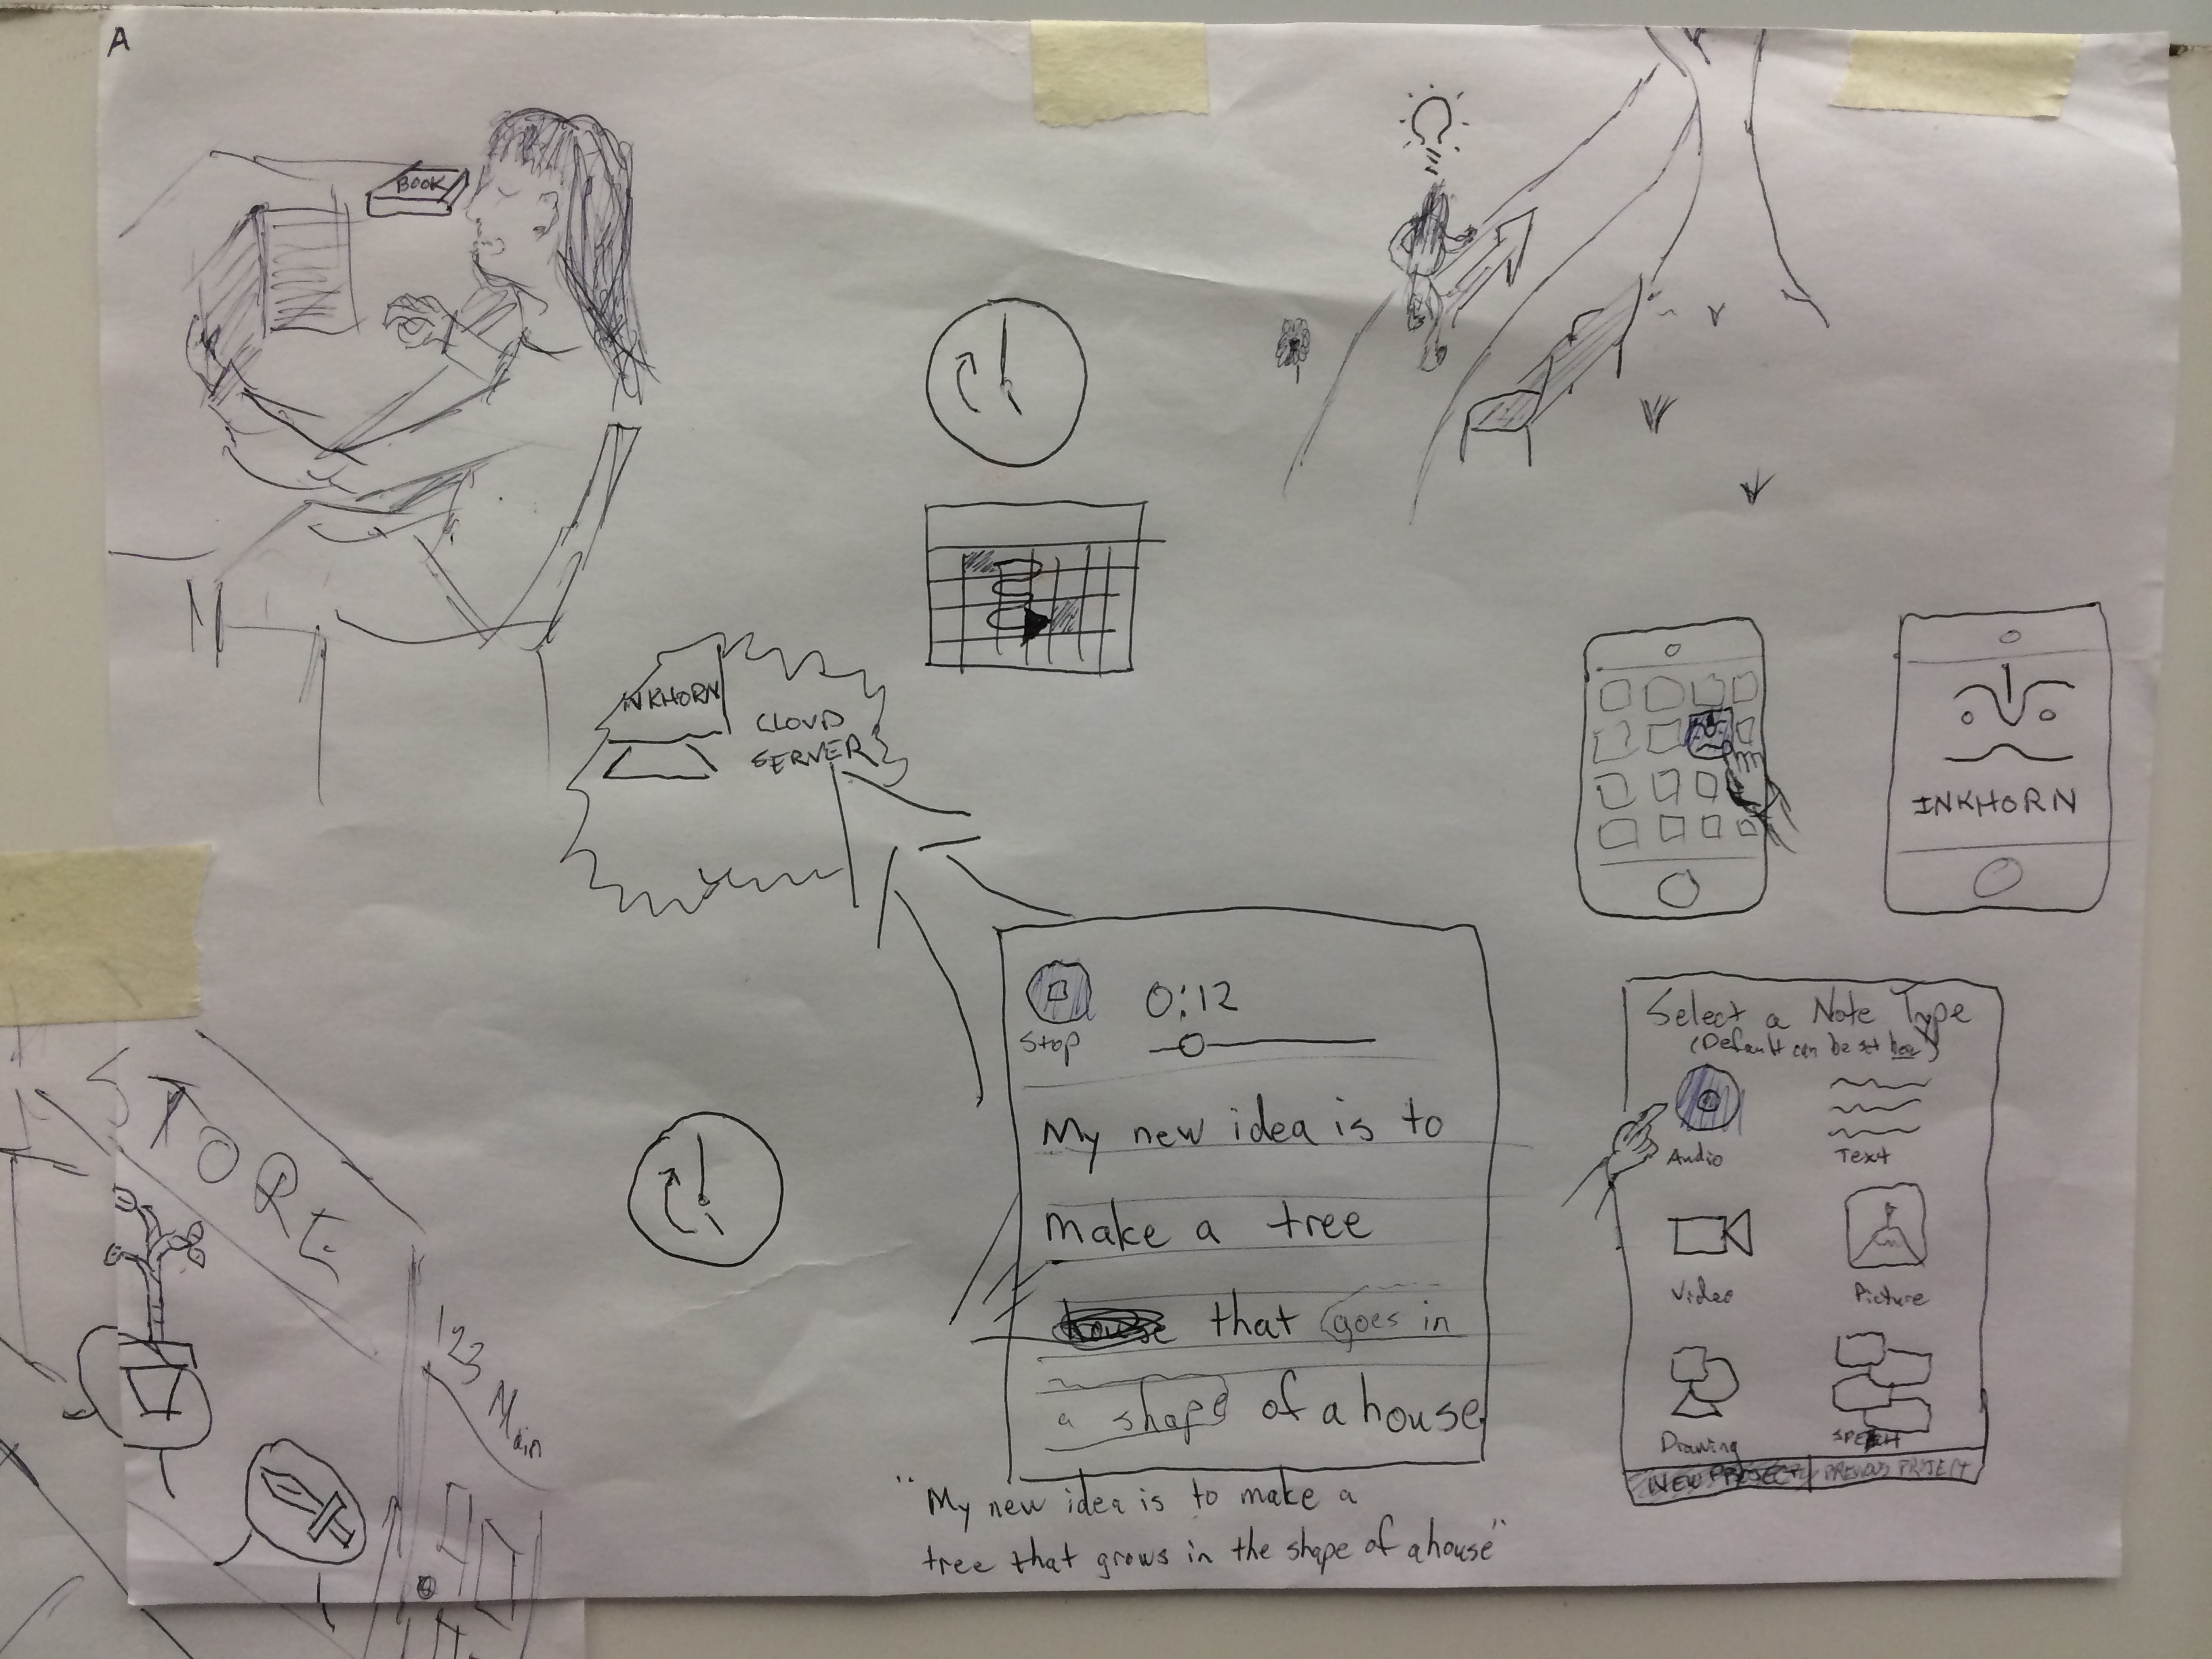 A
BOOK
INKHORN
CLOUD
SERVER
INKHORN
0:12
Stop
My new idea is to
make a tree
house that goes in
a shape of a house
"My new idea is to make a
tree that grows in the shape of a house"
Select a Note Type
(Default can be set here)
Audio
Text
Video
Picture
Drawing
SPEECH
NEW PROJECT
PREVIOUS PROJECT
STORE
123
Main